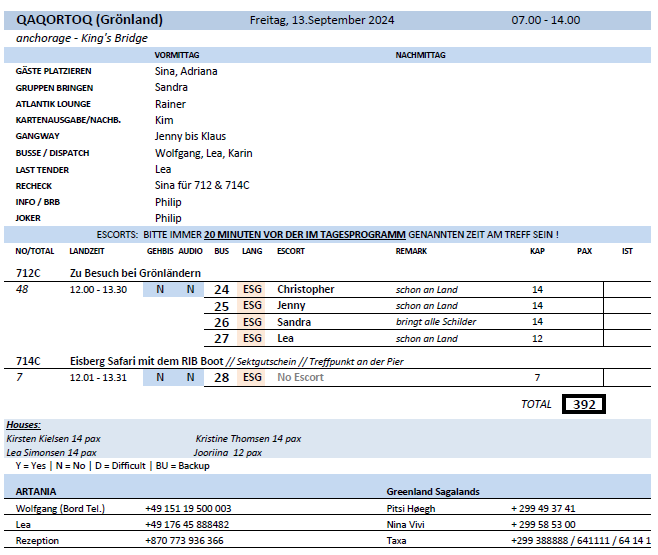 QAQORTOQ (Grönland) Freitag, 13.September 2024 07.00 - 14.00
anchorage - King's Bridge
VORMITTAG NACHMITTAG
GÄSTE PLATZIEREN Sina, Adriana
GRUPPEN BRINGEN Sandra
ATLANTIK LOUNGE Rainer
KARTENAUSGABE/NACHB. Kim
GANGWAY Jenny bis Klaus
BUSSE / DISPATCH Wolfgang, Lea, Karin
LAST TENDER Lea
RECHECK Sina für 712 & 714C
INFO / BRB Philip
JOKER Philip
ESCORTS: BITTE IMMER 20 MINUTEN VOR DER IM TAGESPROGRAMM GENANNTEN ZEIT AM TREFF SEIN !
NO/TOTAL LANDZEIT GEHBIS AUDIO BUS LANG ESCORT REMARK KAP PAX IST
712C Zu Besuch bei Grönländern
48 12.00 - 13.30 N N 24 ESG Christopher schon an Land 14
25 ESG Jenny schon an Land 14
26 ESG Sandra bringt alle Schilder 14
27 ESG Lea schon an Land 12
714C Eisberg Safari mit dem RIB Boot // Sektgutschein // Treffpunkt an der Pier
7 12.01 - 13.31 N N 28 ESG No Escort 7
TOTAL 392
Houses:
Kirsten Kielsen 14 pax Kristine Thomsen 14 pax
Lea Simonsen 14 pax Jooriina 12 pax
Y = Yes | N = No | D = Difficult | BU = Backup
ARTANIA Greenland Sagalands
Wolfgang (Bord Tel.) +49 151 19 500 003 Pitsi Høegh + 299 49 37 41
Lea +49 176 45 888482 Nina Vivi + 299 58 53 00
Rezeption +870 773 936 366 Taxa +299 388888 / 641111 / 64 14 1